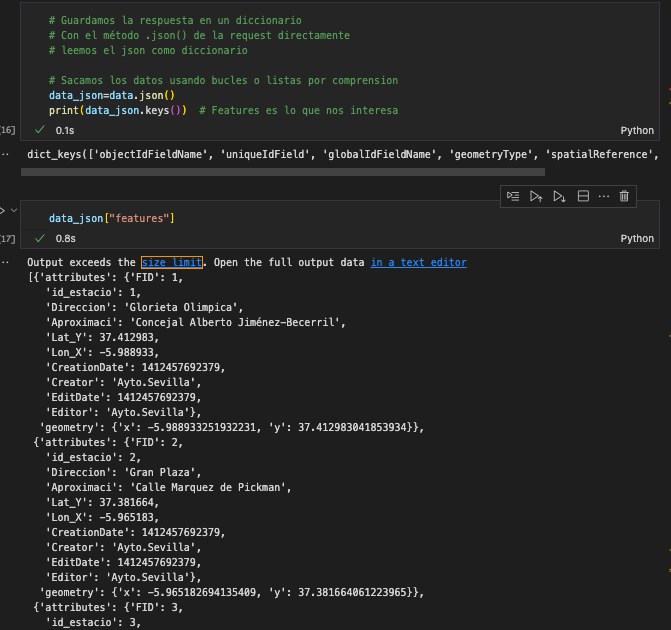 # Guardamos la respuesta en un diccionario
# Con el método .json() de la request directamente
# leemos el json como diccionario
# Sacamos los datos usando bucles o listas por comprension
data_json=data.json()
print(data_json.keys())  # Features es lo que nos interesa
[16] 0.1s Python
dict_keys(['objectIdFieldName', 'uniqueIdField', 'globalIdFieldName', 'geometryType', 'spatialReference',
data_json["features"]
[17] 0.8s Python
Output exceeds the size limit. Open the full output data in a text editor
[{'attributes': {'FID': 1,
'id_estacio': 1,
'Direccion': 'Glorieta Olimpica',
'Aproximaci': 'Concejal Alberto Jiménez-Becerril',
'Lat_Y': 37.412983,
'Lon_X': -5.988933,
'CreationDate': 1412457692379,
'Creator': 'Ayto.Sevilla',
'EditDate': 1412457692379,
'Editor': 'Ayto.Sevilla'},
'geometry': {'x': -5.988933251932231, 'y': 37.412983041853934}},
{'attributes': {'FID': 2,
'id_estacio': 2,
'Direccion': 'Gran Plaza',
'Aproximaci': 'Calle Marquez de Pickman',
'Lat_Y': 37.381664,
'Lon_X': -5.965183,
'CreationDate': 1412457692379,
'Creator': 'Ayto.Sevilla',
'EditDate': 1412457692379,
'Editor': 'Ayto.Sevilla'},
'geometry': {'x': -5.965182694135409, 'y': 37.381664061223965}},
{'attributes': {'FID': 3,
'id_estacio': 3,